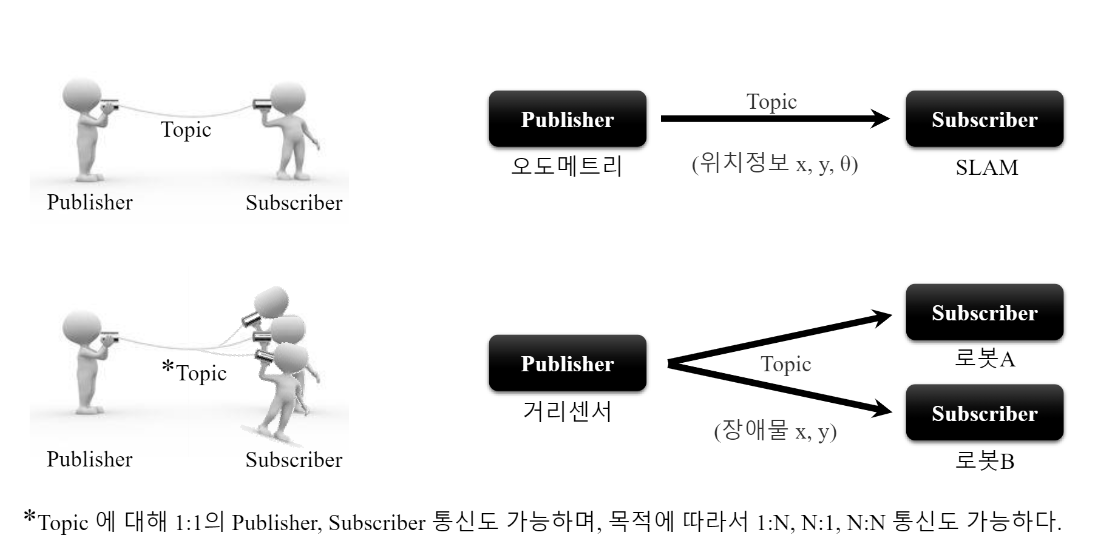 Topic
Publisher
Subscriber
Publisher
Topic
Subscriber
오도메트리
(위치정보 x, y, θ)
SLAM
*Topic
Publisher
Subscriber
Publisher
거리센서
Topic
(장애물 x, y)
Subscriber
로봇A
Subscriber
로봇B
*Topic 에 대해 1:1의 Publisher, Subscriber 통신도 가능하며, 목적에 따라서 1:N, N:1, N:N 통신도 가능하다.